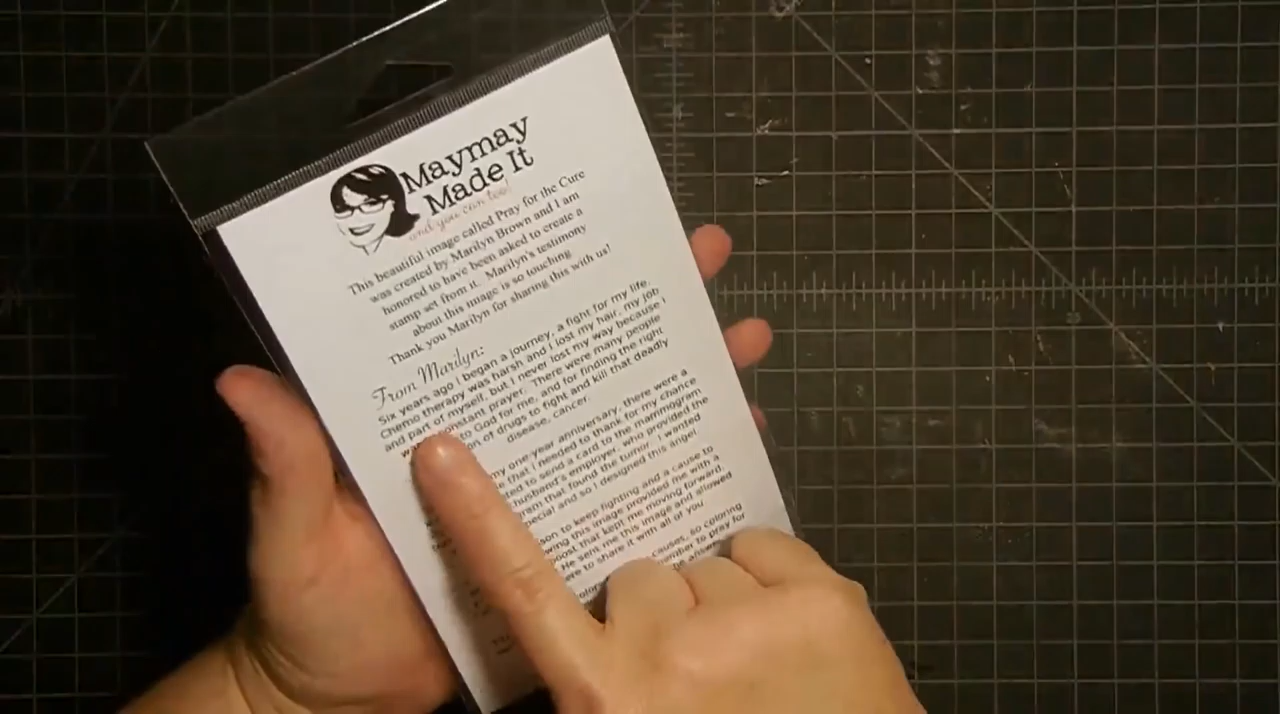 Maymay
Made It
and you can too!
This beautiful image called Pray for the Cure
was created by Marilyn Brown and I am
honored to have been asked to create a
stamp set from it. Marilyn's testimony
about this image is so touching.
Thank you Marilyn for sharing this with us!
From Marilyn:
Six years ago I began a journey, a fight for my life.
Chemo therapy was harsh and I lost my hair, my job
and part of myself, but I never lost my way because I
constant prayer. There were many people
to God for me, and for finding the right
of drugs to fight and kill that deadly
disease, cancer.
my one-year anniversary, there were a
that I needed to thank for my chance
to send a card to the mammogram
husband's employer, who provided the
that found the tumor. I wanted
and so I designed this angel
to keep fighting and a cause to
this image provided me with a
that kept me moving forward.
He sent me this image and allowed
to share it with all of you
causes, so coloring
to pray for
be